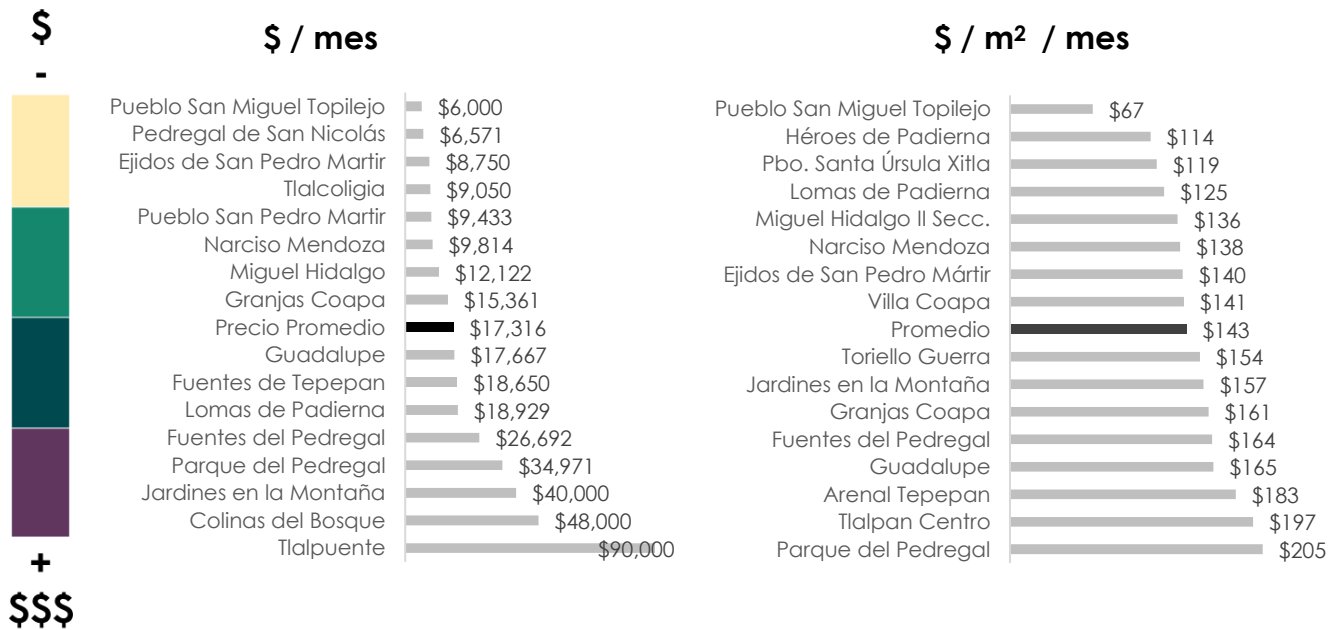 $
-
+
$$$
$ / mes
Pueblo San Miguel Topilejo $6,000
Pedregal de San Nicolás $6,571
Ejidos de San Pedro Martir $8,750
Tlalcoligia $9,050
Pueblo San Pedro Martir $9,433
Narciso Mendoza $9,814
Miguel Hidalgo $12,122
Granjas Coapa $15,361
Precio Promedio $17,316
Guadalupe $17,667
Fuentes de Tepepan $18,650
Lomas de Padierna $18,929
Fuentes del Pedregal $26,692
Parque del Pedregal $34,971
Jardines en la Montaña $40,000
Colinas del Bosque $48,000
Tlalpuente $90,000
$ / m² / mes
Pueblo San Miguel Topilejo $67
Héroes de Padierna $114
Pbo. Santa Úrsula Xitla $119
Lomas de Padierna $125
Miguel Hidalgo II Secc. $136
Narciso Mendoza $138
Ejidos de San Pedro Mártir $140
Villa Coapa $141
Promedio $143
Toriello Guerra $154
Jardines en la Montaña $157
Granjas Coapa $161
Fuentes del Pedregal $164
Guadalupe $165
Arenal Tepepan $183
Tlalpan Centro $197
Parque del Pedregal $205